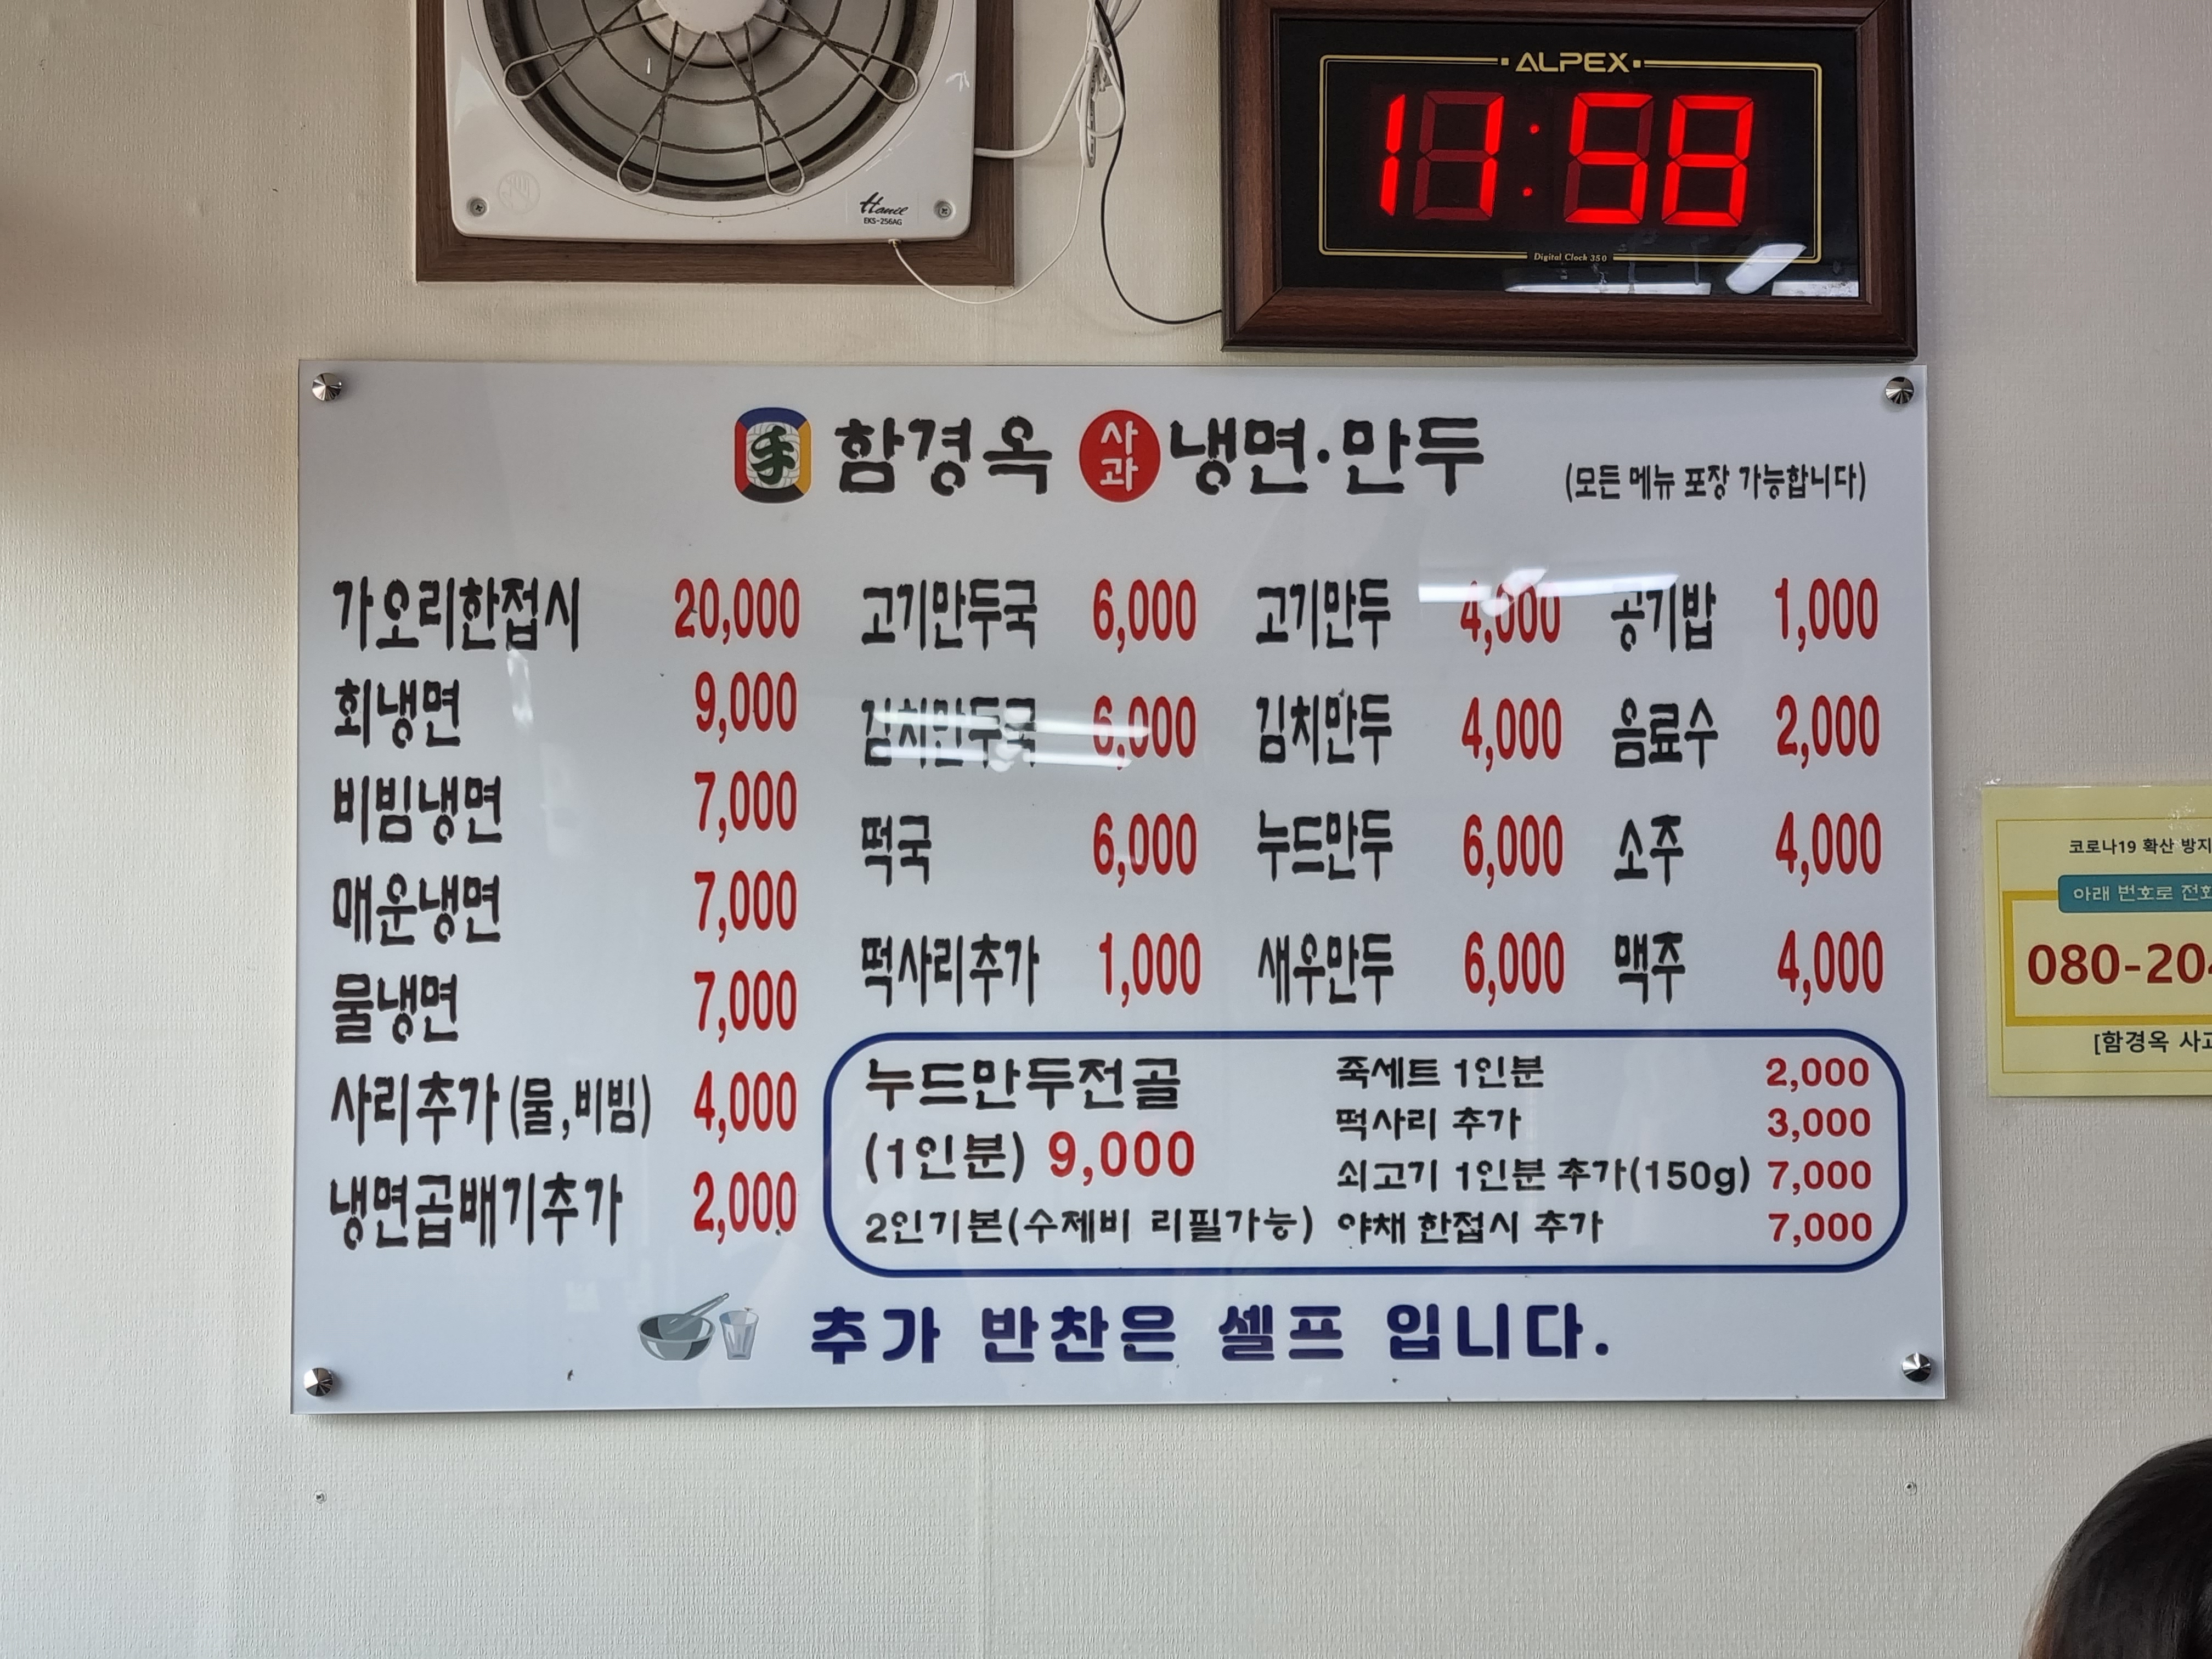 Hanil
EKS-256AG
ALPEX
11:58
Digital Clock 350
手 함경옥 사과 냉면·만두 (모든 메뉴 포장 가능합니다)
가오리한접시 20,000
회냉면 9,000
비빔냉면 7,000
매운냉면 7,000
물냉면 7,000
사리추가 (물,비빔) 4,000
냉면곱배기추가 2,000
고기만두국 6,000
김치만두국 6,000
떡국 6,000
떡사리추가 1,000
고기만두 4,000
김치만두 4,000
누드만두 6,000
새우만두 6,000
공기밥 1,000
음료수 2,000
소주 4,000
맥주 4,000
누드만두전골
(1인분) 9,000
2인기본(수제비 리필가능)
죽세트 1인분 2,000
떡사리 추가 3,000
쇠고기 1인분 추가(150g) 7,000
야채 한접시 추가 7,000
추가 반찬은 셀프 입니다.
코로나19 확산 방지
아래 번호로
080-20
[함경옥